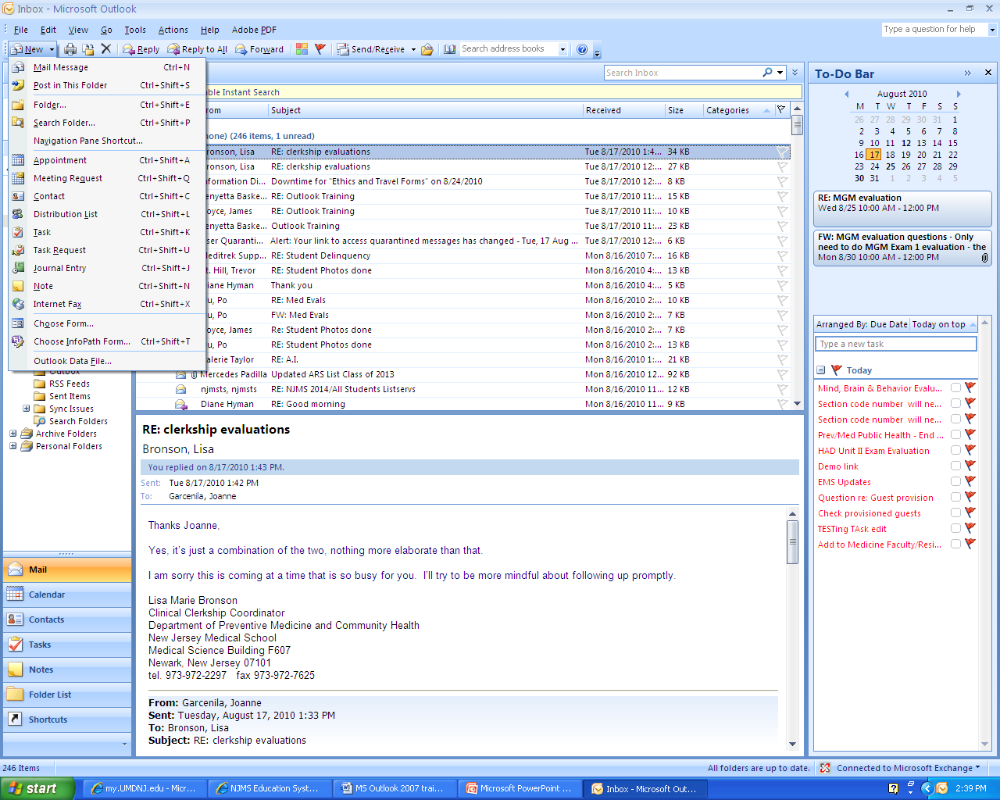 Inbox - Microsoft Outlook
File Edit View Go Tools Actions Help Adobe PDF
Type a question for help
New Reply Reply to All Forward Send/Receive Search address books
Mail Message Ctrl+N
Post in This Folder Ctrl+Shift+S
Folder... Ctrl+Shift+E
Search Folder... Ctrl+Shift+P
Navigation Pane Shortcut...
Appointment Ctrl+Shift+A
Meeting Request Ctrl+Shift+Q
Contact Ctrl+Shift+C
Distribution List Ctrl+Shift+L
Task Ctrl+Shift+K
Task Request Ctrl+Shift+U
Journal Entry Ctrl+Shift+J
Note Ctrl+Shift+N
Internet Fax Ctrl+Shift+X
Choose Form...
Choose InfoPath Form... Ctrl+Shift+T
Outlook Data File...
Outbox
RSS Feeds
Sent Items
Sync Issues
Search Folders
Archive Folders
Personal Folders
Mail
Calendar
Contacts
Tasks
Notes
Folder List
Shortcuts
Search Inbox
able Instant Search
rom Subject Received Size Categories
one) (246 items, 1 unread)
ronson, Lisa RE: clerkship evaluations Tue 8/17/2010 1:4... 34 KB
ronson, Lisa RE: clerkship evaluations Tue 8/17/2010 12:... 27 KB
formation Di... Downtime for "Ethics and Travel Forms" on 8/24/2010 Tue 8/17/2010 12:... 8 KB
enyetta Baske... RE: Outlook Training Tue 8/17/2010 11:... 15 KB
oyce, James RE: Outlook Training Tue 8/17/2010 11:... 10 KB
enyetta Baske... Outlook Training Tue 8/17/2010 11:... 23 KB
ser Quaranti... Alert: Your link to access quarantined messages has changed - Tue, 17 Aug ... Tue 8/17/2010 12:... 6 KB
editrek Supp... RE: Student Delinquency Mon 8/16/2010 7:... 16 KB
t. Hill, Trevor RE: Student Photos done Mon 8/16/2010 4:... 13 KB
iane Hyman Thank you Mon 8/16/2010 3:... 5 KB
u, Po RE: Med Evals Mon 8/16/2010 2:... 10 KB
u, Po FW: Med Evals Mon 8/16/2010 2:... 7 KB
oyce, James RE: Student Photos done Mon 8/16/2010 2:... 7 KB
u, Po RE: Student Photos done Mon 8/16/2010 2:... 13 KB
alerie Taylor RE: A.I. Mon 8/16/2010 1:... 21 KB
Mercedes Padilla Updated ARS List Class of 2013 Mon 8/16/2010 12:... 92 KB
njmsts, njmsts RE: NJMS 2014/All Students Listservs Mon 8/16/2010 11... 12 KB
Diane Hyman RE: Good morning Mon 8/16/2010 11... 9 KB
RE: clerkship evaluations
Bronson, Lisa
You replied on 8/17/2010 1:43 PM.
Sent: Tue 8/17/2010 1:42 PM
To: Garcenila, Joanne
Thanks Joanne,
Yes, it's just a combination of the two, nothing more elaborate than that.
I am sorry this is coming at a time that is so busy for you. I'll try to be more mindful about following up promptly.
Lisa Marie Bronson
Clinical Clerkship Coordinator
Department of Preventive Medicine and Community Health
New Jersey Medical School
Medical Science Building F607
Newark, New Jersey 07101
tel. 973-972-2297 fax 973-972-7625
From: Garcenila, Joanne
Sent: Tuesday, August 17, 2010 1:33 PM
To: Bronson, Lisa
Subject: RE: clerkship evaluations
To-Do Bar
August 2010
M T W T F S S
26 27 28 29 30 31 1
2 3 4 5 6 7 8
9 10 11 12 13 14 15
16 17 18 19 20 21 22
23 24 25 26 27 28 29
30 31 1 2 3 4 5
RE: MGM evaluation
Wed 8/25 10:00 AM - 12:00 PM
FW: MGM evaluation questions - Only
need to do MGM Exam 1 evaluation - the
Mon 8/30 10:00 AM - 12:00 PM
Arranged By: Due Date Today on top
Type a new task
Today
Mind, Brain & Behavior Evalu...
Section code number will ne...
Section code number will ne...
Prev/Med Public Health - End ...
HAD Unit II Exam Evaluation
Demo link
EMS Updates
Question re: Guest provision
Check provisioned guests
TESTing TAsk edit
Add to Medicine Faculty/Resi...
246 Items
All folders are up to date. Connected to Microsoft Exchange
start my.UMDNJ.edu - Micr... NJMS Education Syst... MS Outlook 2007 trai... Microsoft PowerPoint ... Inbox - Microsoft Out... 2:39 PM